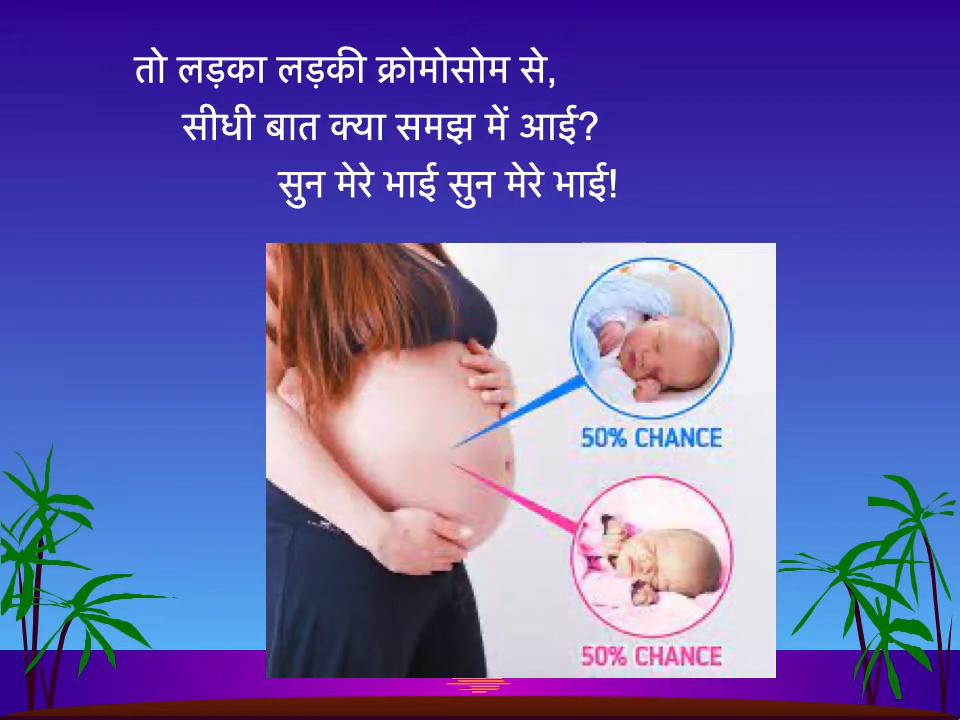 तो लड़का लड़की क्रोमोसोम से,
सीधी बात क्या समझ में आई?
सुन मेरे भाई सुन मेरे भाई!
50% CHANCE
50% CHANCE